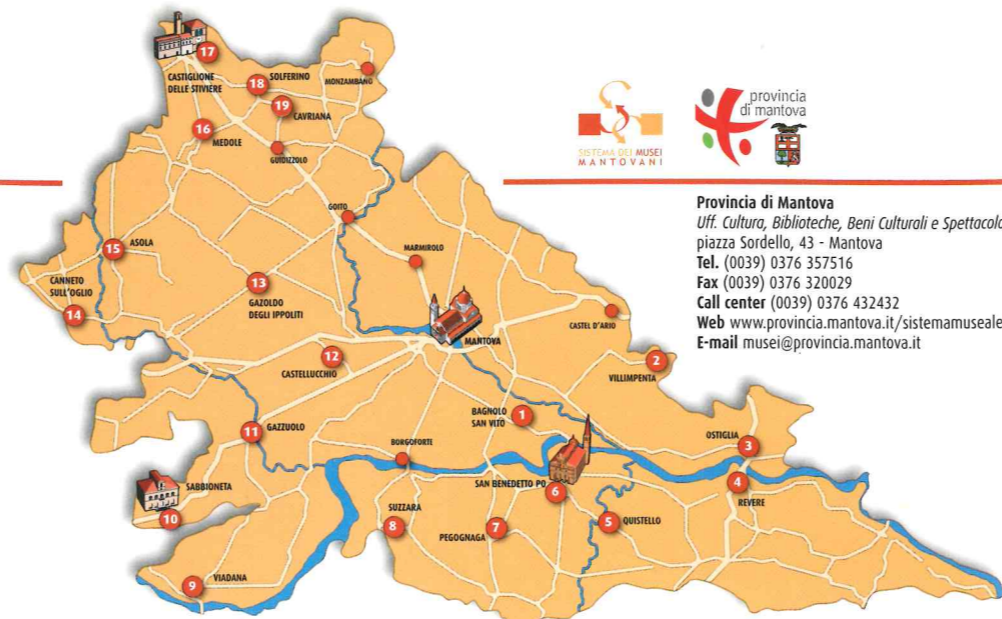 17
CASTIGLIONE
DELLE STIVIERE
18
SOLFERINO
MONZAMBANO
19
CAVRIANA
16
MEDOLE
GUIDIZZOLO
GOITO
15
ASOLA
MARMIROLO
CANNETO
SULL'OGLIO
14
13
GAZOLDO
DEGLI IPPOLITI
CASTEL D'ARIO
MANTOVA
12
CASTELLUCCHIO
2
VILLIMPENTA
BAGNOLO
SAN VITO
1
11
GAZZUOLO
BORGOFORTE
OSTIGLIA
3
SABBIONETA
10
SAN BENEDETTO PO
6
4
REVERE
SUZZARA
8
PEGOGNAGA
7
5
QUISTELLO
9
VIADANA
SISTEMA DEI MUSEI
MANTOVANI
provincia
di mantova
Provincia di Mantova
Uff. Cultura, Biblioteche, Beni Culturali e Spettacolo
piazza Sordello, 43 - Mantova
Tel. (0039) 0376 357516
Fax (0039) 0376 320029
Call center (0039) 0376 432432
Web www.provincia.mantova.it/sistemamuseale
E-mail musei@provincia.mantova.it